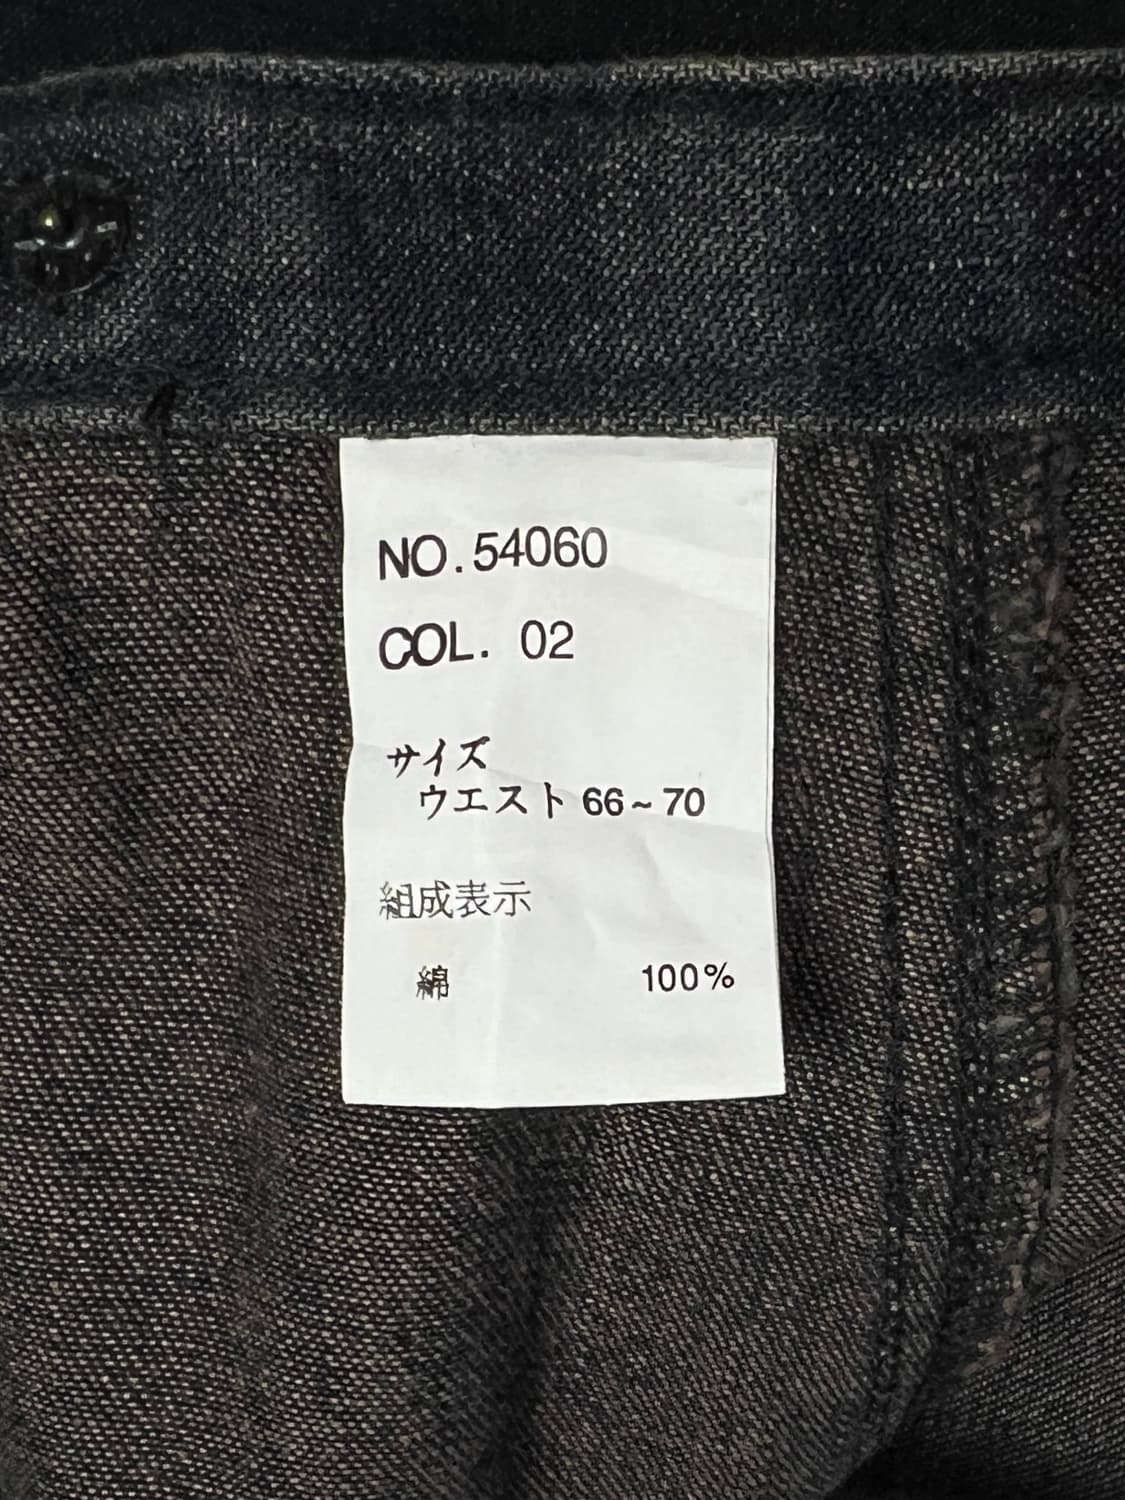 NO.54060
COL. 02
サイズ
ウエスト 66~70
組成表示
綿 100%